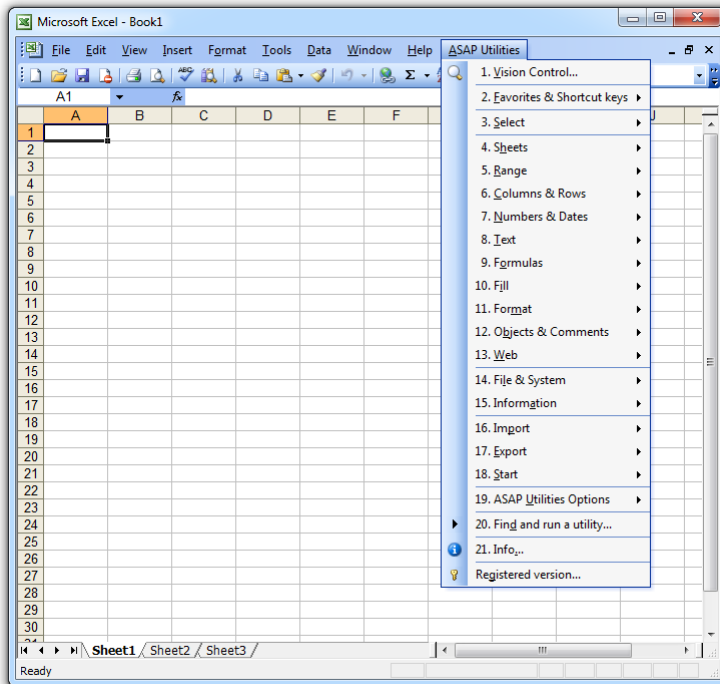 Microsoft Excel - Book1
File Edit View Insert Format Tools Data Window Help ASAP Utilities
A1 fx
A B C D E F
1
2
3
4
5
6
7
8
9
10
11
12
13
14
15
16
17
18
19
20
21
22
23
24
25
26
27
28
29
30
1. Vision Control...
2. Favorites & Shortcut keys
3. Select
4. Sheets
5. Range
6. Columns & Rows
7. Numbers & Dates
8. Text
9. Formulas
10. Fill
11. Format
12. Objects & Comments
13. Web
14. File & System
15. Information
16. Import
17. Export
18. Start
19. ASAP Utilities Options
20. Find and run a utility...
21. Info...
Registered version...
Sheet1 Sheet2 Sheet3
Ready